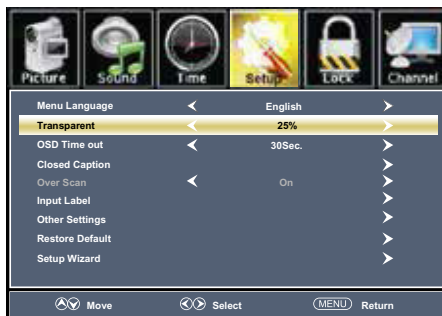 Picture Sound Time Setup Lock Channel
Menu Language English
Transparent 25%
OSD Time out 30Sec.
Closed Caption
Over Scan On
Input Label
Other Settings
Restore Default
Setup Wizard
Move Select MENU Return